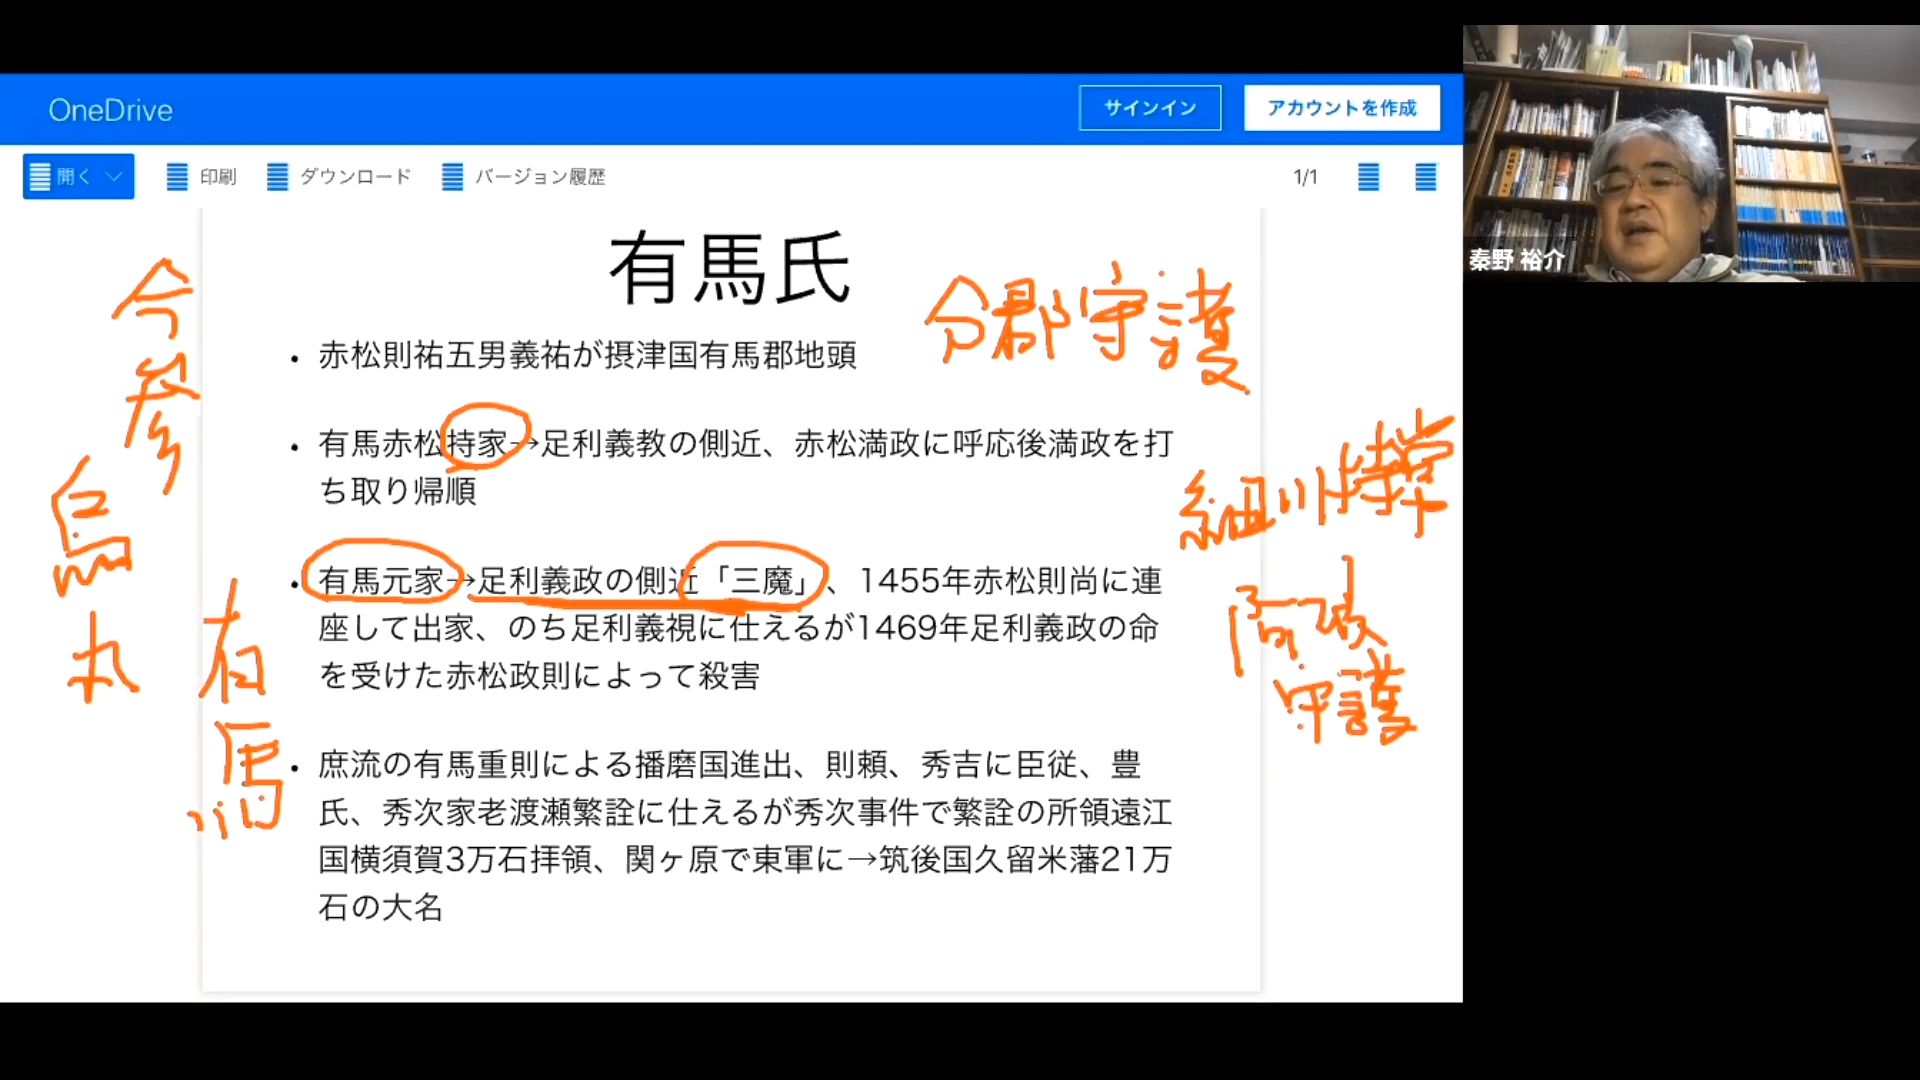 OneDrive
サインイン
アカウントを作成
開く
印刷
ダウンロード
バージョン履歴
1/1
秦野 裕介
有馬氏
分郡守護
• 赤松則祐五男義祐が摂津国有馬郡地頭
• 有馬赤松持家→足利義教の側近、赤松満政に呼応後満政を打
ち取り帰順
• 有馬元家→足利義政の側近「三魔」、1455年赤松則尚に連
座して出家、のち足利義視に仕えるが1469年足利義政の命
を受けた赤松政則によって殺害
• 庶流の有馬重則による播磨国進出、則頼、秀吉に臣従、豊
氏、秀次家老渡瀬繁詮に仕えるが秀次事件で繁詮の所領遠江
国横須賀3万石拝領、関ヶ原で東軍に→筑後国久留米藩21万
石の大名
今参
烏丸
有馬
細川持常
阿波
守護